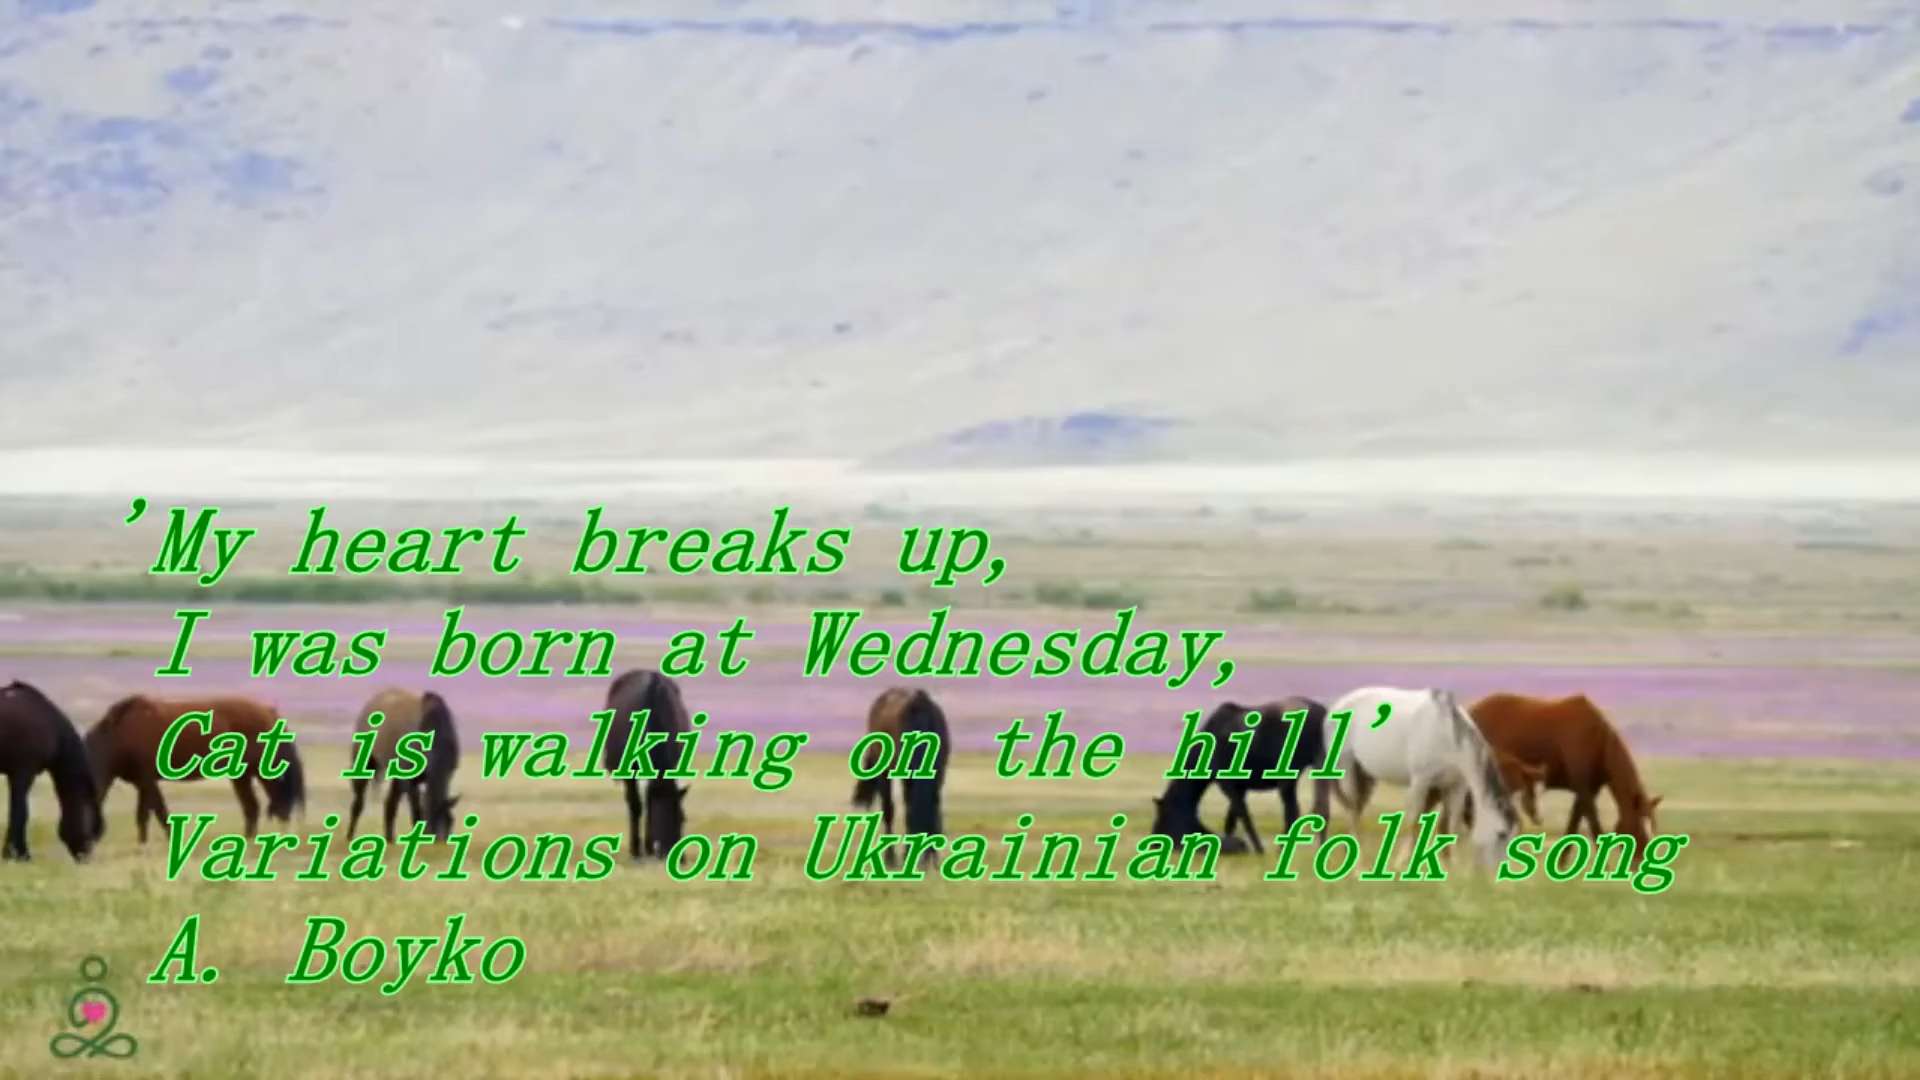 'My heart breaks up,
I was born at Wednesday,
Cat is walking on the hill'
Variations on Ukrainian folk song
A. Boyko